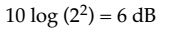 10 log (2²) = 6 dB